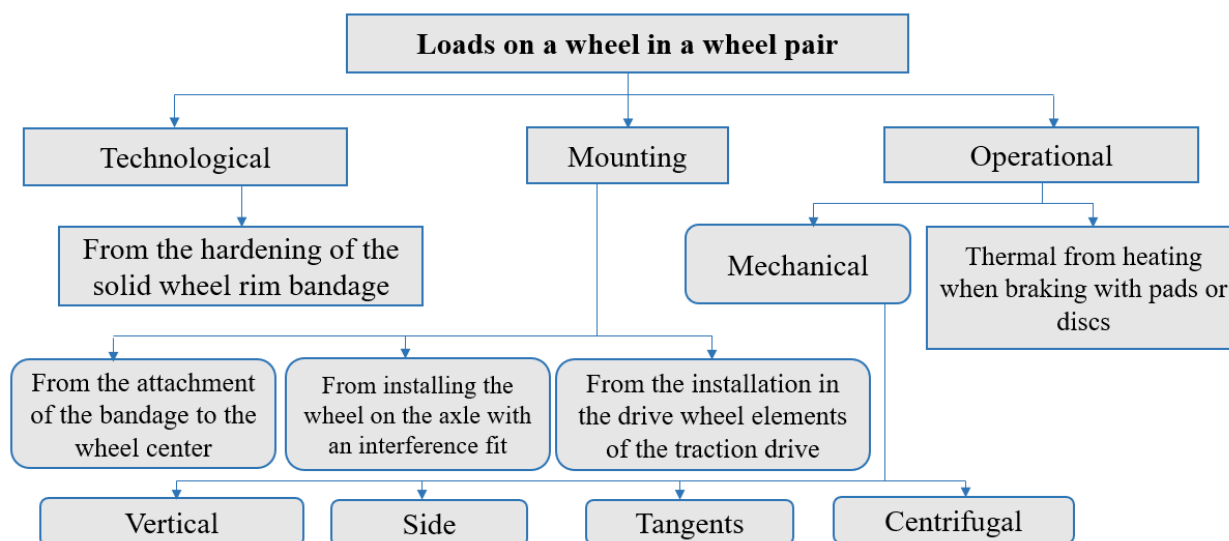 Loads on a wheel in a wheel pair
Technological
Mounting
Operational
From the hardening of the
solid wheel rim bandage
Mechanical
Thermal from heating
when braking with pads or
discs
From the attachment
of the bandage to the
wheel center
From installing the
wheel on the axle with
an interference fit
From the installation in
the drive wheel elements
of the traction drive
Vertical
Side
Tangents
Centrifugal